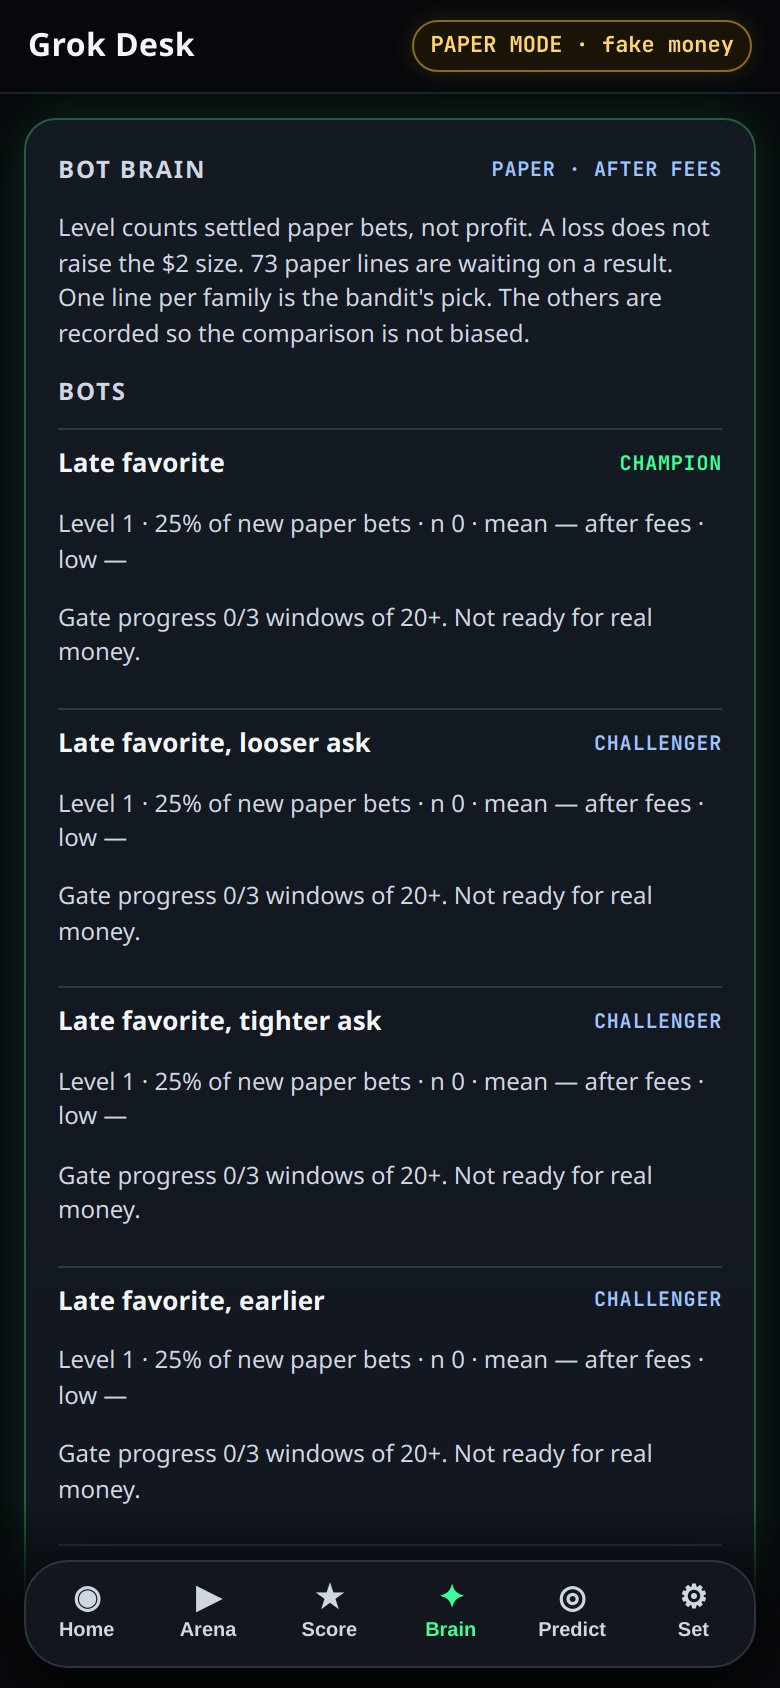 Grok Desk
PAPER MODE · fake money
BOT BRAIN
PAPER · AFTER FEES
Level counts settled paper bets, not profit. A loss does not
raise the $2 size. 73 paper lines are waiting on a result.
One line per family is the bandit's pick. The others are
recorded so the comparison is not biased.
BOTS
Late favorite
CHAMPION
Level 1 · 25% of new paper bets · n 0 · mean — after fees ·
low —
Gate progress 0/3 windows of 20+. Not ready for real
money.
Late favorite, looser ask
CHALLENGER
Level 1 · 25% of new paper bets · n 0 · mean — after fees ·
low —
Gate progress 0/3 windows of 20+. Not ready for real
money.
Late favorite, tighter ask
CHALLENGER
Level 1 · 25% of new paper bets · n 0 · mean — after fees ·
low —
Gate progress 0/3 windows of 20+. Not ready for real
money.
Late favorite, earlier
CHALLENGER
Level 1 · 25% of new paper bets · n 0 · mean — after fees ·
low —
Gate progress 0/3 windows of 20+. Not ready for real
money.
Home
Arena
Score
Brain
Predict
Set